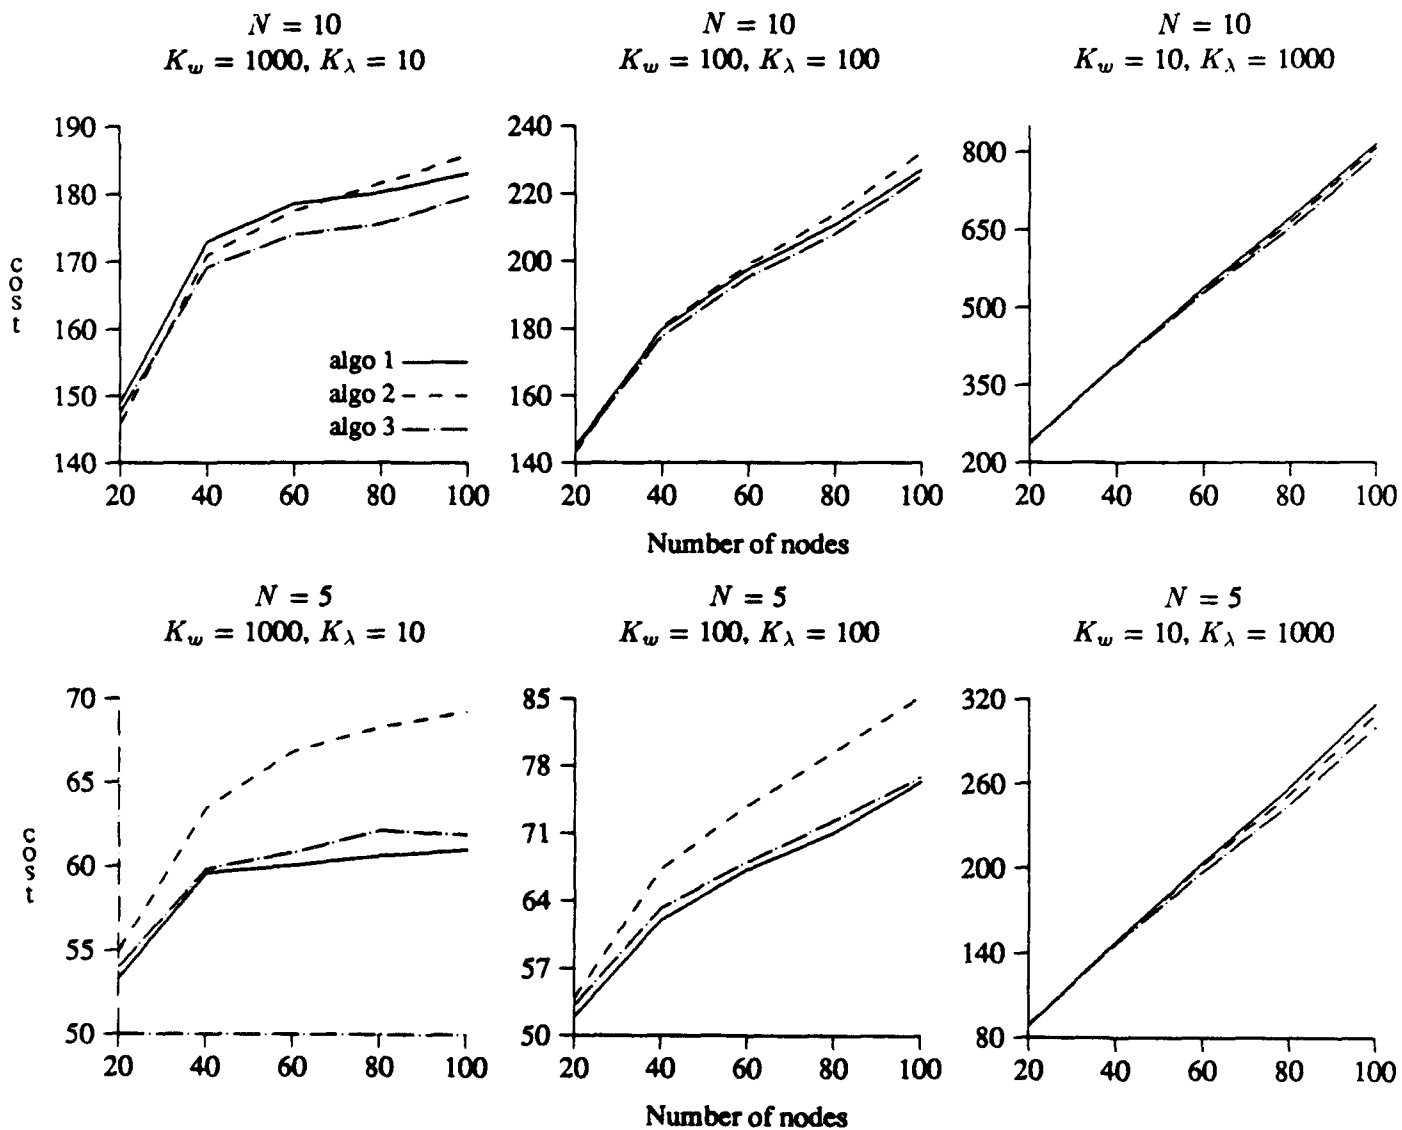 N = 10
K_w = 1000, K_λ = 10
N = 10
K_w = 100, K_λ = 100
N = 10
K_w = 10, K_λ = 1000
cost
190
180
170
160
150
140
algo 1
algo 2
algo 3
20 40 60 80 100
240
220
200
180
160
140
20 40 60 80 100
800
650
500
350
200
20 40 60 80 100
Number of nodes
N = 5
K_w = 1000, K_λ = 10
N = 5
K_w = 100, K_λ = 100
N = 5
K_w = 10, K_λ = 1000
cost
70
65
60
55
50
20 40 60 80 100
85
78
71
64
57
50
20 40 60 80 100
320
260
200
140
80
20 40 60 80 100
Number of nodes